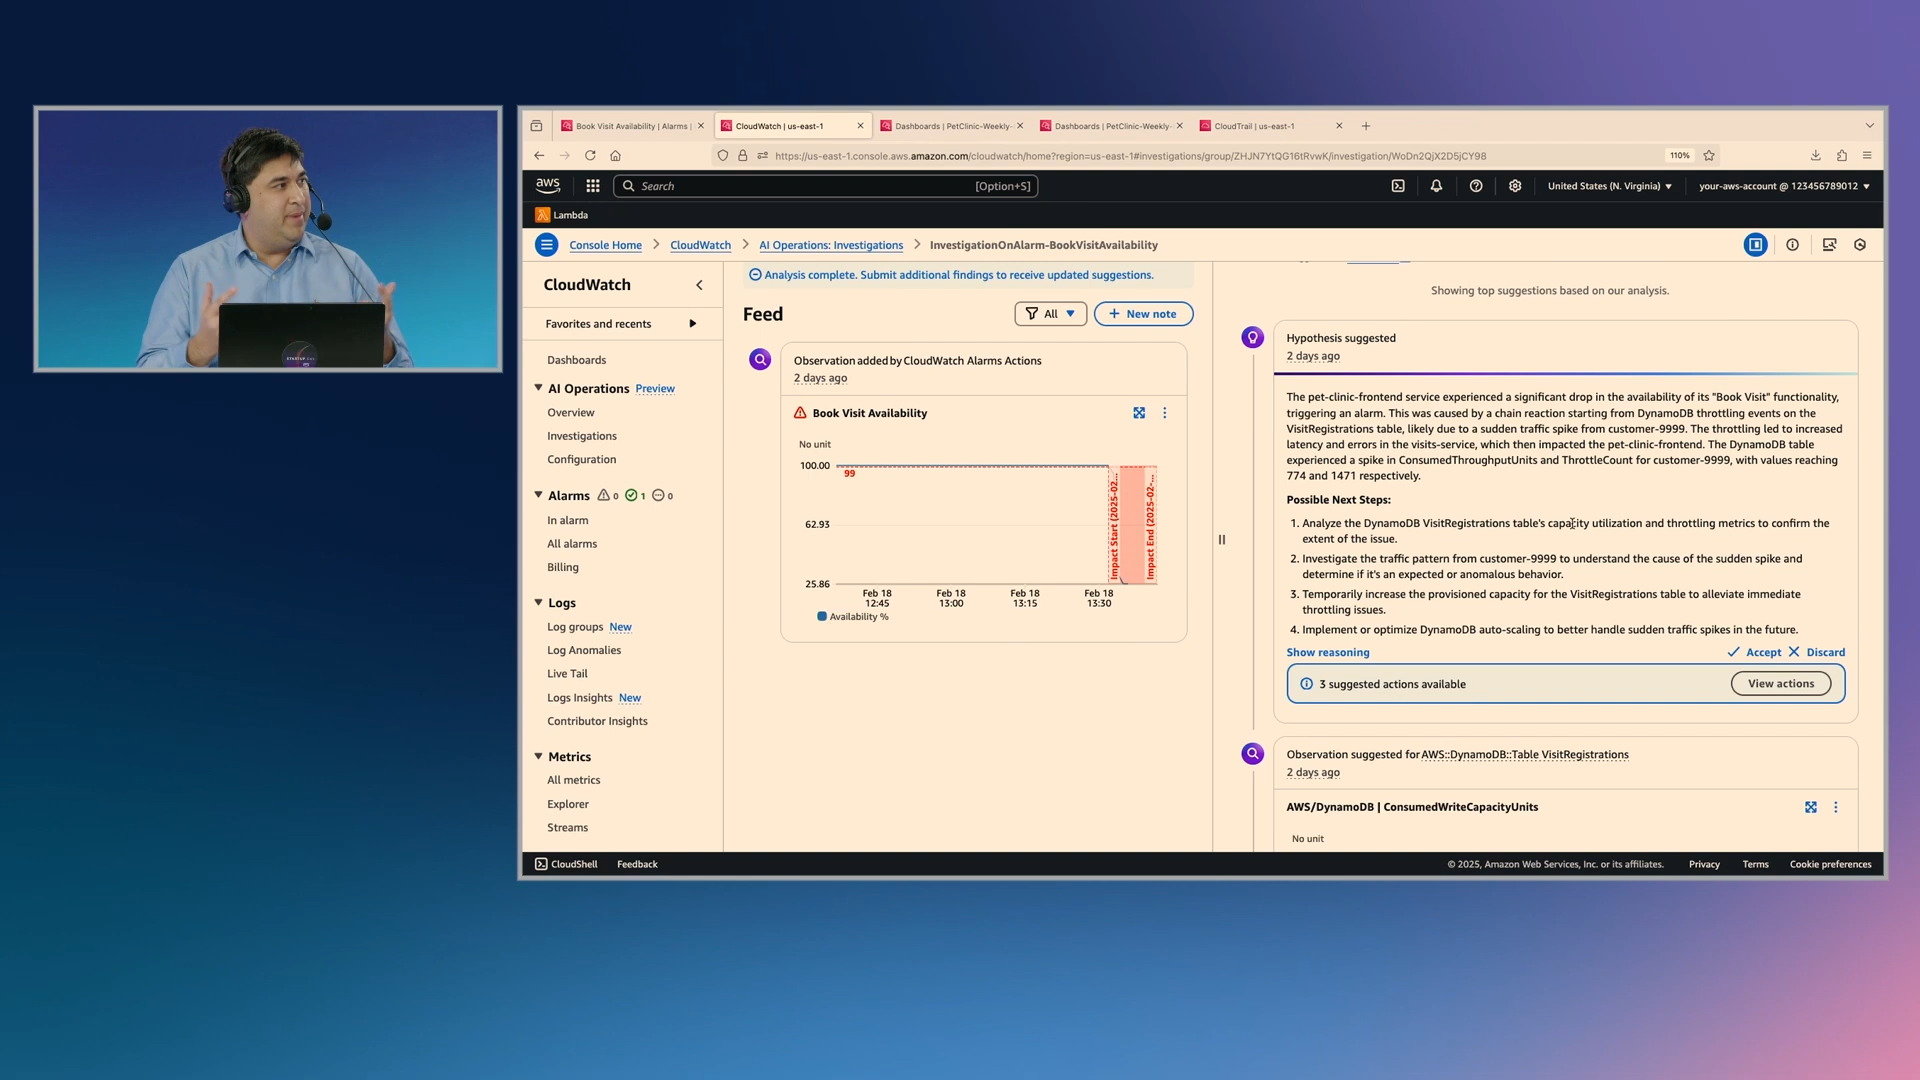 Book Visit Availability | Alarms |
CloudWatch | us-east-1
Dashboards | PetClinic-Weekly-
Dashboards | PetClinic-Weekly-
CloudTrail | us-east-1
https://us-east-1.console.aws.amazon.com/cloudwatch/home?region=us-east-1#investigations/group/ZHJN7YtQG16tRvwK/investigation/WoDn2QjX2D5jCY98
110%
aws
Search
[Option+S]
United States (N. Virginia)
your-aws-account @ 123456789012
Lambda
Console Home
CloudWatch
AI Operations: Investigations
InvestigationOnAlarm-BookVisitAvailability
CloudWatch
Favorites and recents
Dashboards
AI Operations Preview
Overview
Investigations
Configuration
Alarms 0 1 0
In alarm
All alarms
Billing
Logs
Log groups New
Log Anomalies
Live Tail
Logs Insights New
Contributor Insights
Metrics
All metrics
Explorer
Streams
Analysis complete. Submit additional findings to receive updated suggestions.
Feed
All
New note
Observation added by CloudWatch Alarms Actions
2 days ago
Book Visit Availability
No unit
100.00
99
62.93
25.86
Impact Start (2025-02...
Impact End (2025-02-...
Feb 18
12:45
Feb 18
13:00
Feb 18
13:15
Feb 18
13:30
Availability %
Showing top suggestions based on our analysis.
Hypothesis suggested
2 days ago
The pet-clinic-frontend service experienced a significant drop in the availability of its "Book Visit" functionality,
triggering an alarm. This was caused by a chain reaction starting from DynamoDB throttling events on the
VisitRegistrations table, likely due to a sudden traffic spike from customer-9999. The throttling led to increased
latency and errors in the visits-service, which then impacted the pet-clinic-frontend. The DynamoDB table
experienced a spike in ConsumedThroughputUnits and ThrottleCount for customer-9999, with values reaching
774 and 1471 respectively.
Possible Next Steps:
1. Analyze the DynamoDB VisitRegistrations table's capacity utilization and throttling metrics to confirm the
extent of the issue.
2. Investigate the traffic pattern from customer-9999 to understand the cause of the sudden spike and
determine if it's an expected or anomalous behavior.
3. Temporarily increase the provisioned capacity for the VisitRegistrations table to alleviate immediate
throttling issues.
4. Implement or optimize DynamoDB auto-scaling to better handle sudden traffic spikes in the future.
Show reasoning
Accept
Discard
3 suggested actions available
View actions
Observation suggested for AWS::DynamoDB::Table VisitRegistrations
2 days ago
AWS/DynamoDB | ConsumedWriteCapacityUnits
No unit
CloudShell
Feedback
© 2025, Amazon Web Services, Inc. or its affiliates.
Privacy
Terms
Cookie preferences